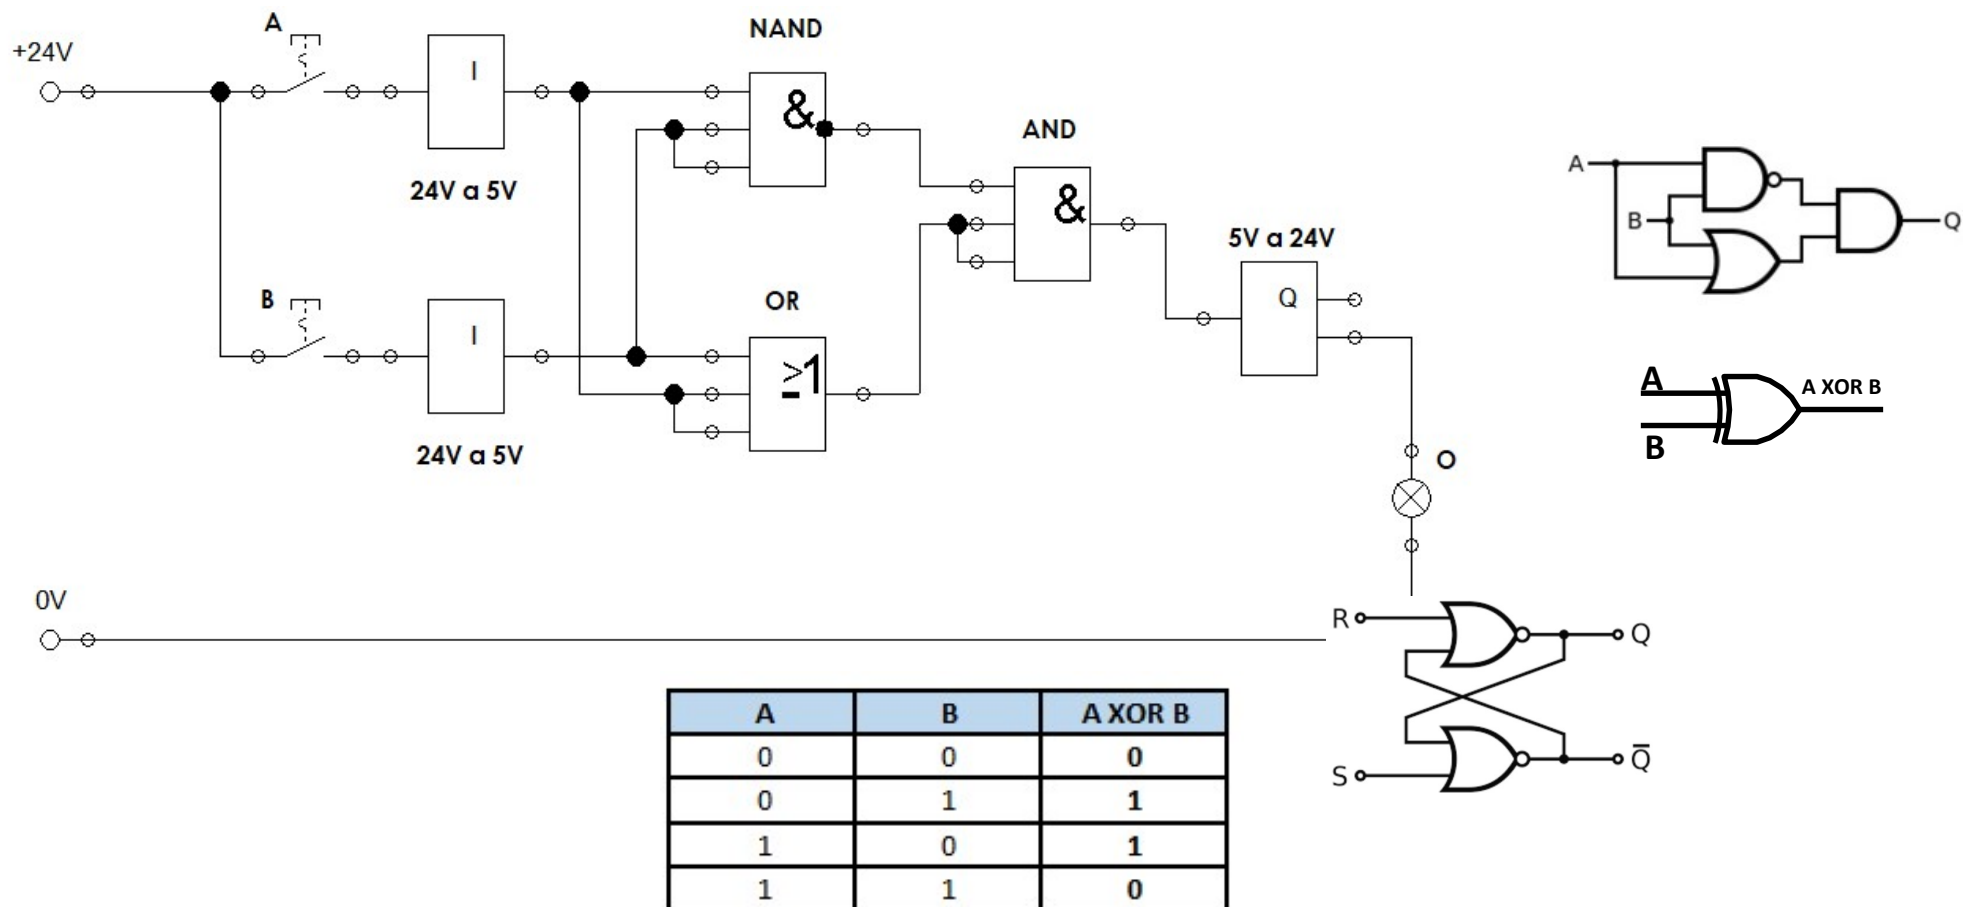 A
NAND
+24V
I
&
AND
24V a 5V
&
A
B
Q
5V a 24V
B
OR
Q
I
≥1
A
A XOR B
B
24V a 5V
O
0V
R
Q
S
Q̅
A B A XOR B
0 0 0
0 1 1
1 0 1
1 1 0